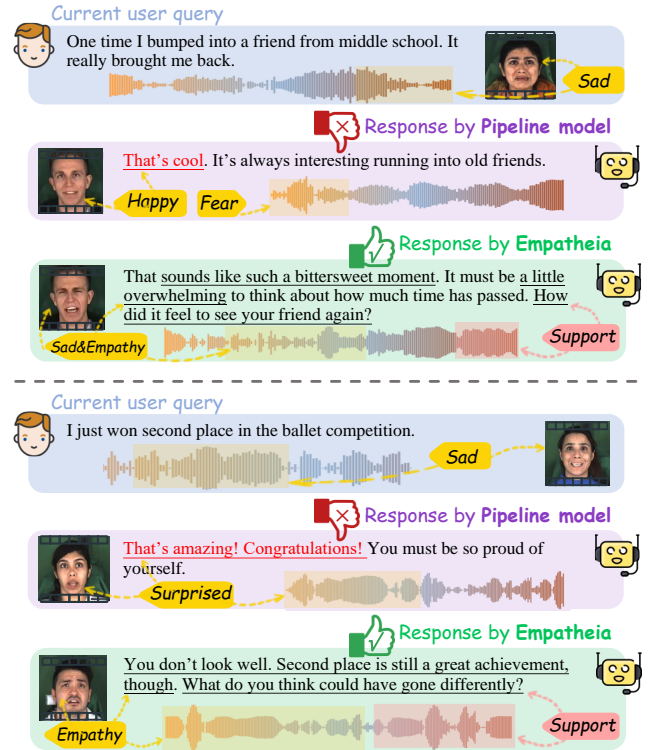 Current user query
One time I bumped into a friend from middle school. It
really brought me back.
Sad
Response by Pipeline model
That's cool. It's always interesting running into old friends.
Happy
Fear
Response by Empatheia
That sounds like such a bittersweet moment. It must be a little
overwhelming to think about how much time has passed. How
did it feel to see your friend again?
Sad&Empathy
Support
Current user query
I just won second place in the ballet competition.
Sad
Response by Pipeline model
That's amazing! Congratulations! You must be so proud of
yourself.
Surprised
Response by Empatheia
You don't look well. Second place is still a great achievement,
though. What do you think could have gone differently?
Empathy
Support